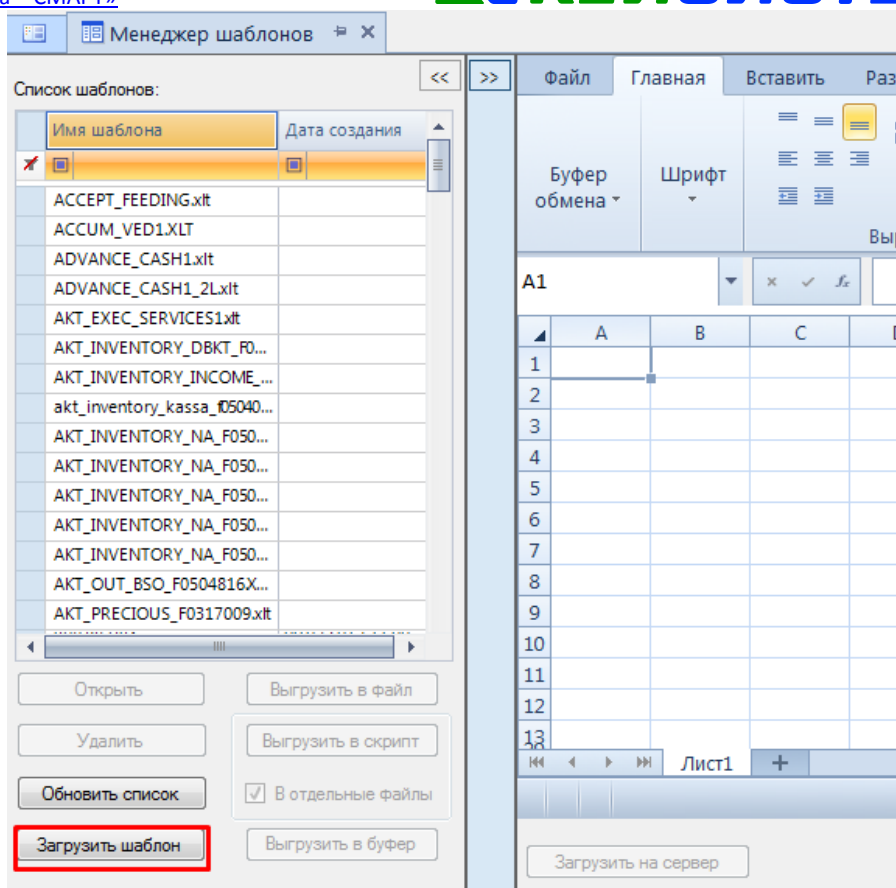 Менеджер шаблонов
Список шаблонов:
<<
>>
Имя шаблона
Дата создания
ACCEPT_FEEDING.xlt
ACCUM_VED1.XLT
ADVANCE_CASH1.xlt
ADVANCE_CASH1_2L.xlt
AKT_EXEC_SERVICES1.xlt
AKT_INVENTORY_DBKT_F0...
AKT_INVENTORY_INCOME_...
akt_inventory_kassa_f05040...
AKT_INVENTORY_NA_F050...
AKT_INVENTORY_NA_F050...
AKT_INVENTORY_NA_F050...
AKT_INVENTORY_NA_F050...
AKT_INVENTORY_NA_F050...
AKT_OUT_BSO_F0504816.X...
AKT_PRECIOUS_F0317009.xlt
Открыть
Выгрузить в файл
Удалить
Выгрузить в скрипт
Обновить список
В отдельные файлы
Загрузить шаблон
Выгрузить в буфер
Файл Главная Вставить Раз
Буфер
обмена
Шрифт
Выр
A1
fx
A B C
1
2
3
4
5
6
7
8
9
10
11
12
13
Лист1
Загрузить на сервер